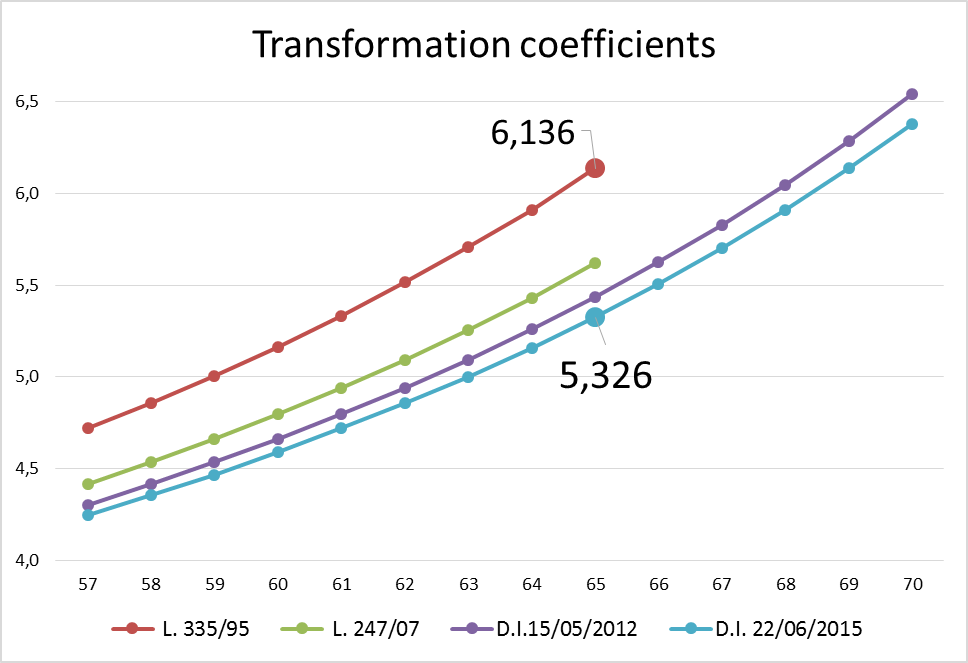 Transformation coefficients
6,5
6,136
6,0
5,5
5,0
5,326
4,5
4,0
57 58 59 60 61 62 63 64 65 66 67 68 69 70
L. 335/95 L. 247/07 D.I.15/05/2012 D.I. 22/06/2015